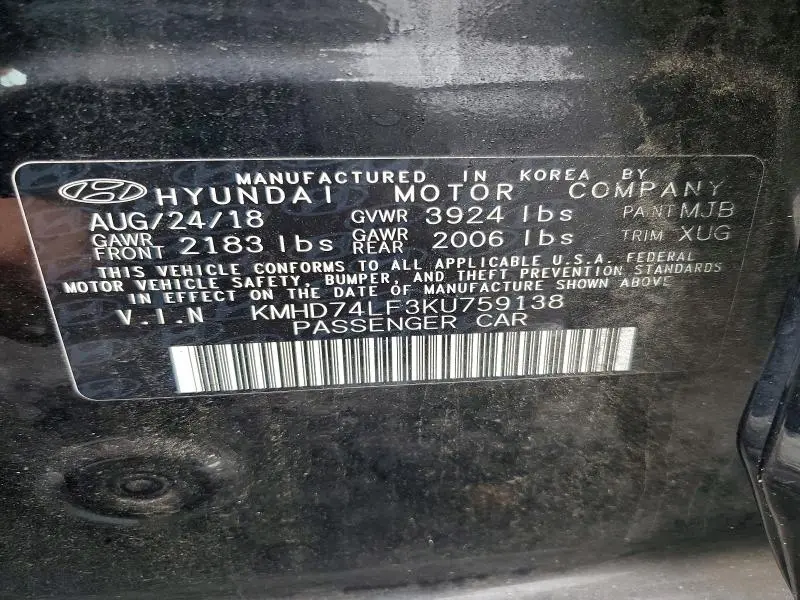 MANUFACTURED IN KOREA BY
HYUNDAI MOTOR COMPANY
AUG/24/18 GVWR 3924 lbs PAINT MJB
GAWR FRONT 2183 lbs GAWR REAR 2006 lbs TRIM XUG
THIS VEHICLE CONFORMS TO ALL APPLICABLE U.S.A. FEDERAL
MOTOR VEHICLE SAFETY, BUMPER, AND THEFT PREVENTION STANDARDS
IN EFFECT ON THE DATE OF MANUFACTURE SHOWN ABOVE
V.I.N KMHD74LF3KU759138
PASSENGER CAR